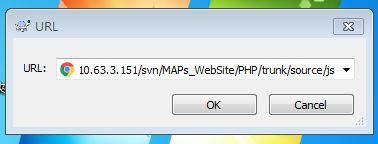 URL
URL:
10.63.3.151/svn/MAPs_WebSite/PHP/trunk/source/js
OK
Cancel